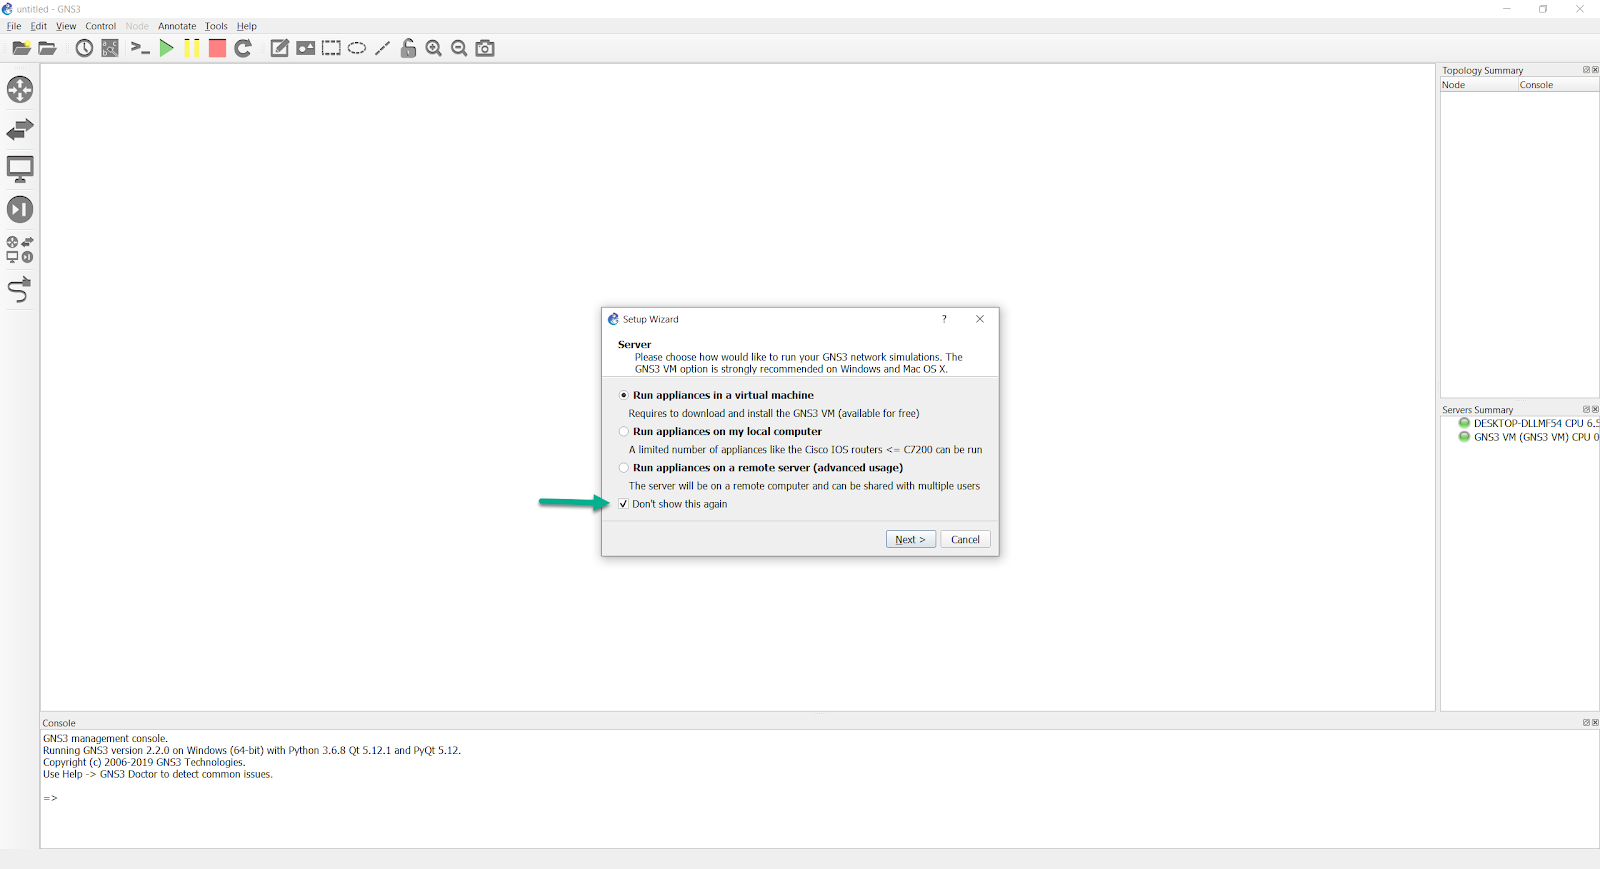 untitled - GNS3
File Edit View Control Node Annotate Tools Help
Topology Summary
Node Console
Setup Wizard ?
Server
Please choose how would like to run your GNS3 network simulations. The
GNS3 VM option is strongly recommended on Windows and Mac OS X.
Run appliances in a virtual machine
Requires to download and install the GNS3 VM (available for free)
Run appliances on my local computer
A limited number of appliances like the Cisco IOS routers <= C7200 can be run
Run appliances on a remote server (advanced usage)
The server will be on a remote computer and can be shared with multiple users
Don't show this again
Next > Cancel
Servers Summary
DESKTOP-DLLMF54 CPU 6.5
GNS3 VM (GNS3 VM) CPU 0
Console
GNS3 management console.
Running GNS3 version 2.2.0 on Windows (64-bit) with Python 3.6.8 Qt 5.12.1 and PyQt 5.12.
Copyright (c) 2006-2019 GNS3 Technologies.
Use Help -> GNS3 Doctor to detect common issues.
=>